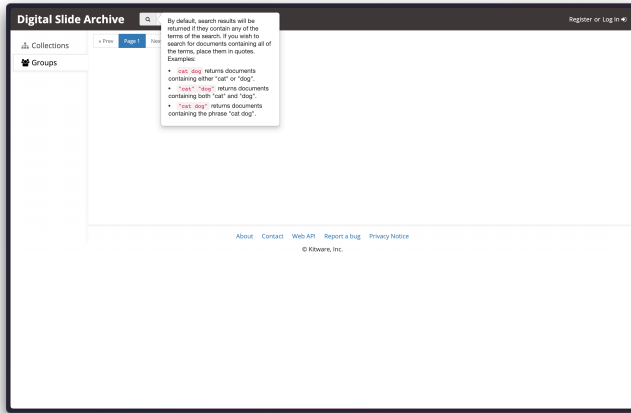 Digital Slide Archive
Register or Log In
Collections
Groups
« Prev
Page 1
By default, search results will be
returned if they contain any of the
terms of the search. If you wish to
search for documents containing all of
the terms, place them in quotes.
Examples:
• cat dog returns documents
containing either "cat" or "dog".
• "cat" "dog" returns documents
containing both "cat" and "dog".
• "cat dog" returns documents
containing the phrase "cat dog".
About Contact Web API Report a bug Privacy Notice
© Kitware, Inc.